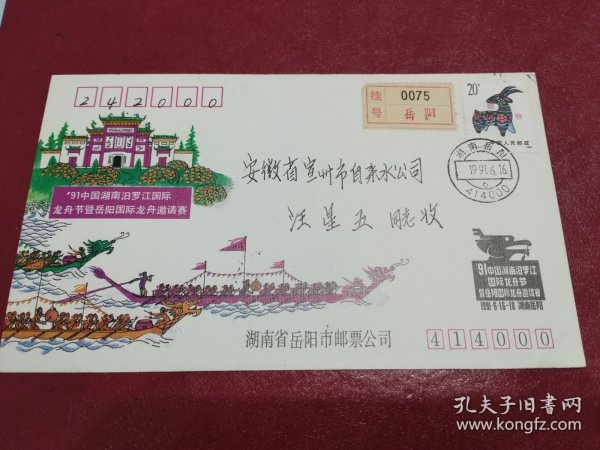 242000
挂号
0075
岳阳
20分
中国人民邮政
安徽省宣州市自来水公司
汪星五 同志收
湖南岳阳
1991.6.16
6
414000
'91中国湖南汨罗江国际
龙舟节暨岳阳国际龙舟邀请赛
'91中国湖南汨罗江
国际龙舟节
暨岳阳国际龙舟邀请赛
1991·6·16-18 湖南岳阳
湖南省岳阳市邮票公司
414000
孔夫子旧书网
www.kongfz.com